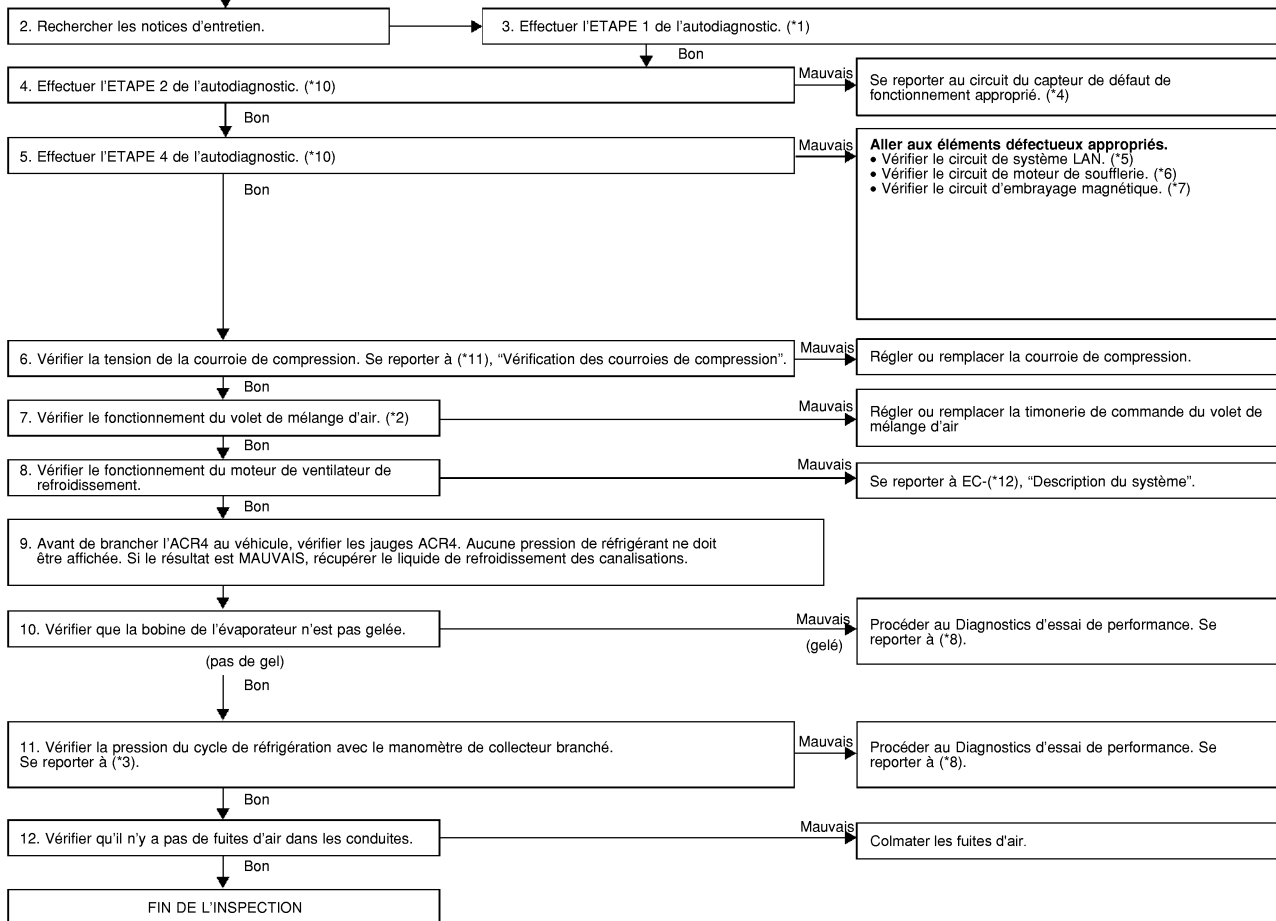 2. Rechercher les notices d'entretien.
3. Effectuer l'ETAPE 1 de l'autodiagnostic. (*1)
Bon
4. Effectuer l'ETAPE 2 de l'autodiagnostic. (*10)
Mauvais
Se reporter au circuit du capteur de défaut de
fonctionnement approprié. (*4)
Bon
5. Effectuer l'ETAPE 4 de l'autodiagnostic. (*10)
Mauvais
Aller aux éléments défectueux appropriés.
• Vérifier le circuit de système LAN. (*5)
• Vérifier le circuit de moteur de soufflerie. (*6)
• Vérifier le circuit d'embrayage magnétique. (*7)
Bon
6. Vérifier la tension de la courroie de compression. Se reporter à (*11), “Vérification des courroies de compression”.
Mauvais
Régler ou remplacer la courroie de compression.
Bon
7. Vérifier le fonctionnement du volet de mélange d'air. (*2)
Mauvais
Régler ou remplacer la timonerie de commande du volet de
mélange d'air
Bon
8. Vérifier le fonctionnement du moteur de ventilateur de
refroidissement.
Mauvais
Se reporter à EC-(*12), “Description du système”.
Bon
9. Avant de brancher l'ACR4 au véhicule, vérifier les jauges ACR4. Aucune pression de réfrigérant ne doit
être affichée. Si le résultat est MAUVAIS, récupérer le liquide de refroidissement des canalisations.
10. Vérifier que la bobine de l'évaporateur n'est pas gelée.
Mauvais
(gelé)
Procéder au Diagnostics d'essai de performance. Se
reporter à (*8).
(pas de gel)
Bon
11. Vérifier la pression du cycle de réfrigération avec le manomètre de collecteur branché.
Se reporter à (*3).
Mauvais
Procéder au Diagnostics d'essai de performance. Se
reporter à (*8).
Bon
12. Vérifier qu'il n'y a pas de fuites d'air dans les conduites.
Mauvais
Colmater les fuites d'air.
Bon
FIN DE L'INSPECTION